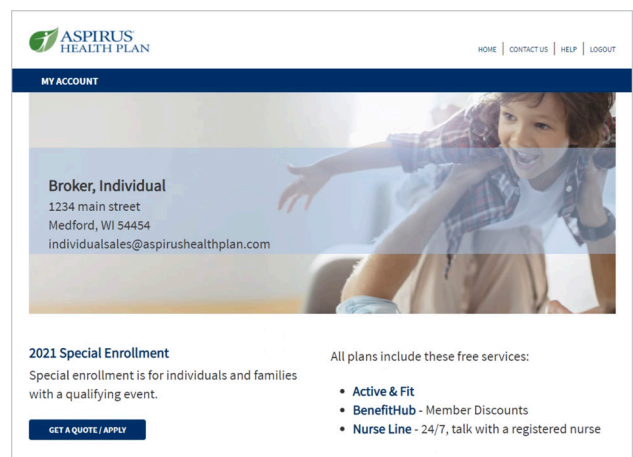 ASPIRUS
HEALTH PLAN
HOME | CONTACT US | HELP | LOGOUT
MY ACCOUNT
Broker, Individual
1234 main street
Medford, WI 54454
individualsales@aspirushealthplan.com
2021 Special Enrollment
Special enrollment is for individuals and families
with a qualifying event.
GET A QUOTE / APPLY
All plans include these free services:
• Active & Fit
• BenefitHub - Member Discounts
• Nurse Line - 24/7, talk with a registered nurse